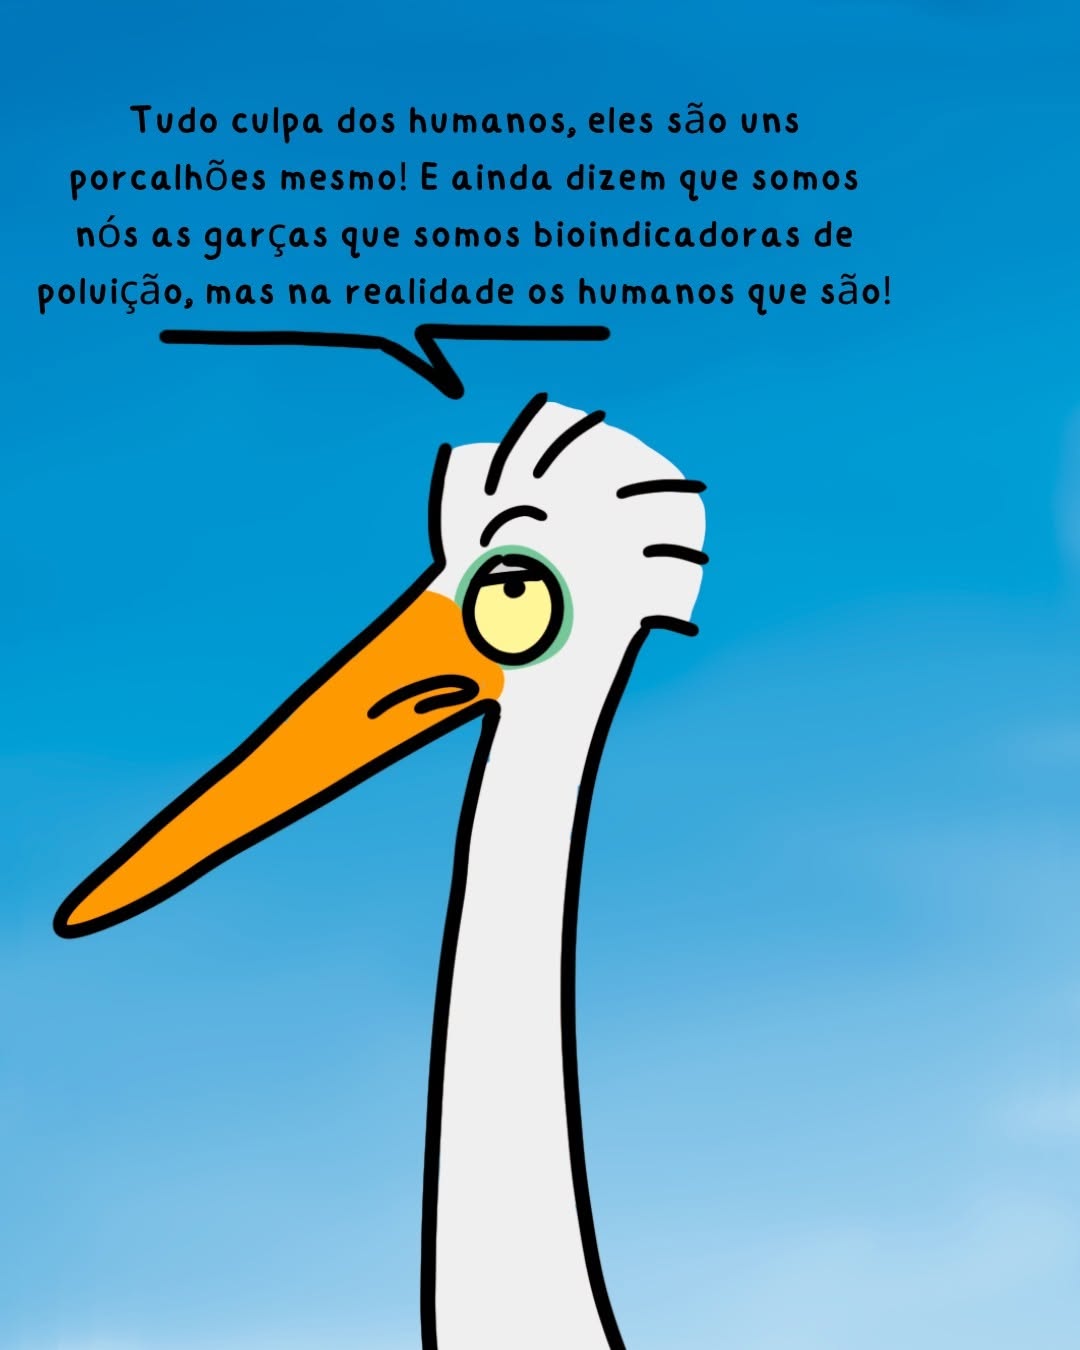 Tudo culpa dos humanos, eles são uns
porcalhões mesmo! E ainda dizem que somos
nós as garças que somos bioindicadoras de
poluição, mas na realidade os humanos que são!